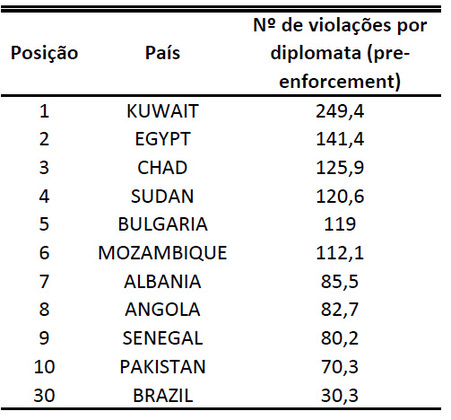 Posição País Nº de violações por diplomata (pre-enforcement)
1 KUWAIT 249,4
2 EGYPT 141,4
3 CHAD 125,9
4 SUDAN 120,6
5 BULGARIA 119
6 MOZAMBIQUE 112,1
7 ALBANIA 85,5
8 ANGOLA 82,7
9 SENEGAL 80,2
10 PAKISTAN 70,3
30 BRAZIL 30,3